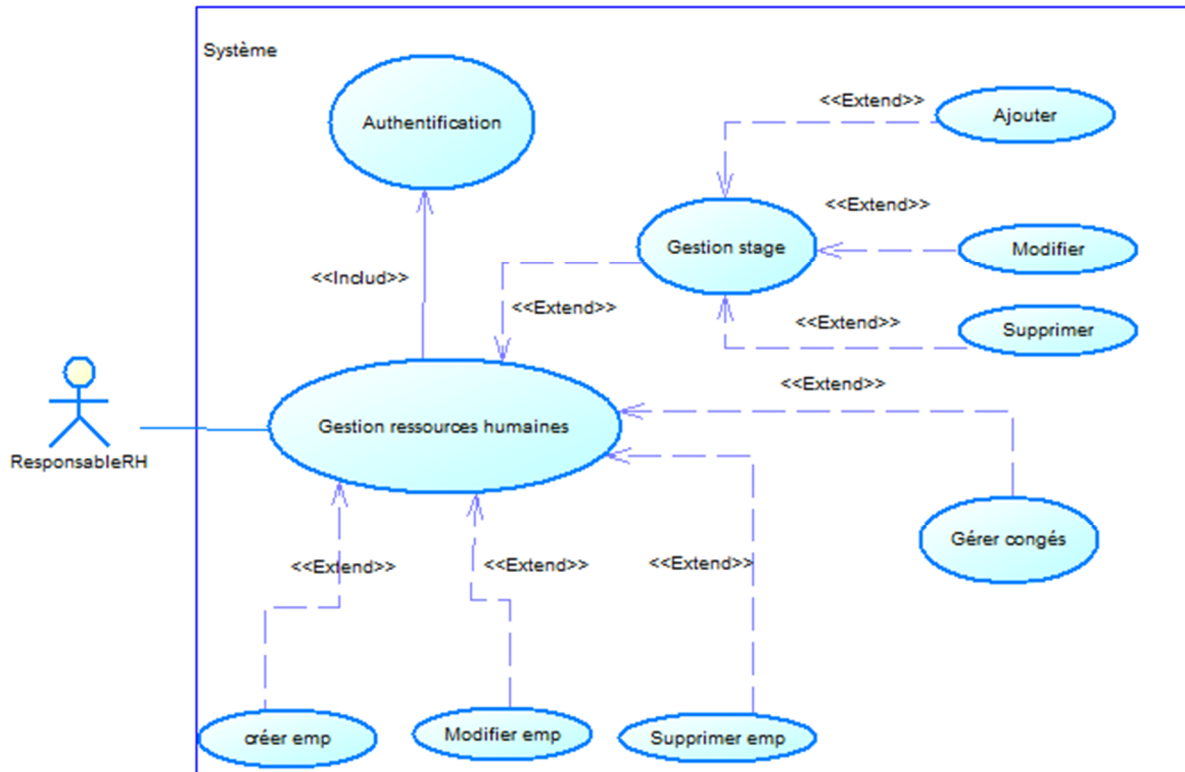 Système
Authentification
<<Extend>>
Ajouter
<<Extend>>
Gestion stage
Modifier
<<Includ>>
<<Extend>>
<<Extend>>
Supprimer
<<Extend>>
Gestion ressources humaines
ResponsableRH
Gérer congés
<<Extend>>
<<Extend>>
<<Extend>>
créer emp
Modifier emp
Supprimer emp